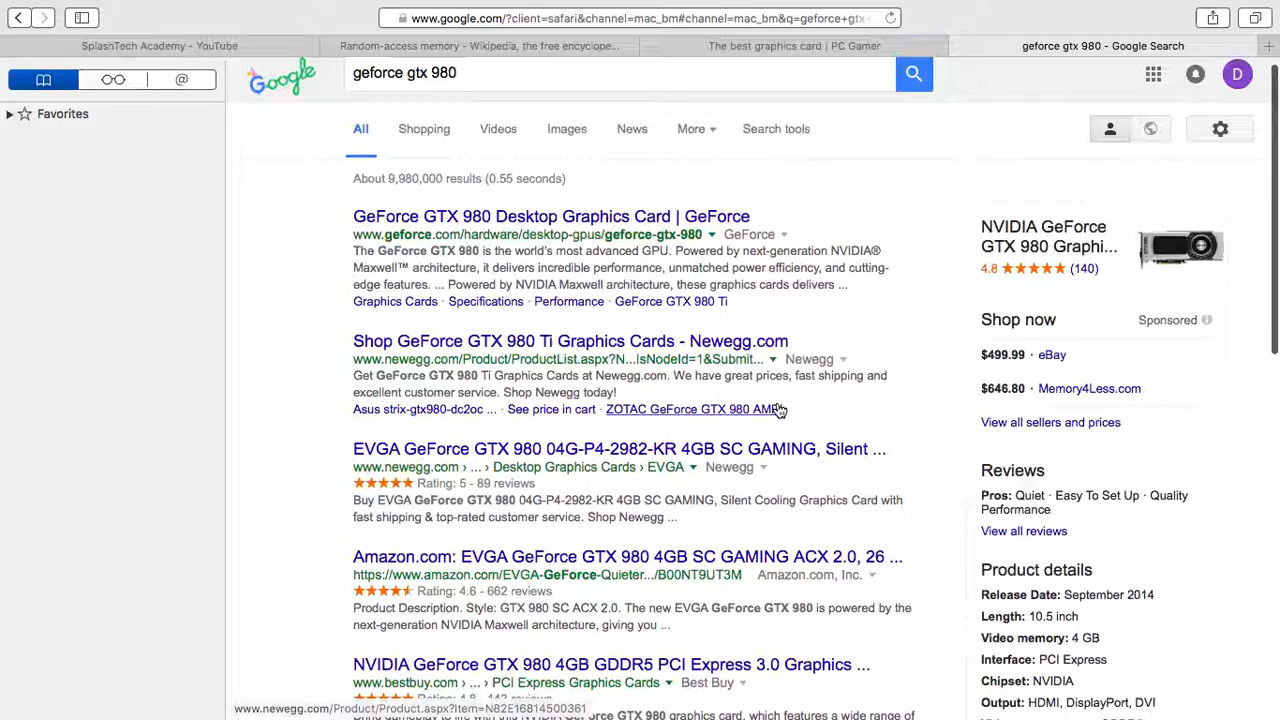 www.google.com/?client=safari&channel=mac_bm#channel=mac_bm&q=geforce+gtx-
SplashTech Academy - YouTube
Random-access memory - Wikipedia, the free encyclope...
The best graphics card | PC Gamer
geforce gtx 980 - Google Search
@
Favorites
Google
geforce gtx 980
D
All
Shopping
Videos
Images
News
More
Search tools
About 9,980,000 results (0.55 seconds)
GeForce GTX 980 Desktop Graphics Card | GeForce
www.geforce.com/hardware/desktop-gpus/geforce-gtx-980 GeForce
The GeForce GTX 980 is the world's most advanced GPU. Powered by next-generation NVIDIA®
Maxwell™ architecture, it delivers incredible performance, unmatched power efficiency, and cutting-
edge features. ... Powered by NVIDIA Maxwell architecture, these graphics cards delivers ...
Graphics Cards · Specifications · Performance · GeForce GTX 980 Ti
Shop GeForce GTX 980 Ti Graphics Cards - Newegg.com
www.newegg.com/Product/ProductList.aspx?N...IsNodeId=1&Submit... Newegg
Get GeForce GTX 980 Ti Graphics Cards at Newegg.com. We have great prices, fast shipping and
excellent customer service. Shop Newegg today!
Asus strix-gtx980-dc2oc ... · See price in cart · ZOTAC GeForce GTX 980 AMP
EVGA GeForce GTX 980 04G-P4-2982-KR 4GB SC GAMING, Silent ...
www.newegg.com › ... › Desktop Graphics Cards › EVGA Newegg
Rating: 5 - 89 reviews
Buy EVGA GeForce GTX 980 04G-P4-2982-KR 4GB SC GAMING, Silent Cooling Graphics Card with
fast shipping & top-rated customer service. Shop Newegg ...
Amazon.com: EVGA GeForce GTX 980 4GB SC GAMING ACX 2.0, 26 ...
https://www.amazon.com/EVGA-GeForce-Quieter.../B00NT9UT3M Amazon.com, Inc.
Rating: 4.6 - 662 reviews
Product Description. Style: GTX 980 SC ACX 2.0. The new EVGA GeForce GTX 980 is powered by the
next-generation NVIDIA Maxwell architecture, giving you ...
NVIDIA GeForce GTX 980 4GB GDDR5 PCI Express 3.0 Graphics ...
www.bestbuy.com › ... › PCI Express Graphics Cards Best Buy
www.newegg.com/Product/Product.aspx?Item=N82E16814500361
NVIDIA GeForce
GTX 980 Graphi...
4.8 (140)
Shop now Sponsored
$499.99 · eBay
$646.80 · Memory4Less.com
View all sellers and prices
Reviews
Pros: Quiet · Easy To Set Up · Quality
Performance
View all reviews
Product details
Release Date: September 2014
Length: 10.5 inch
Video memory: 4 GB
Interface: PCI Express
Chipset: NVIDIA
Output: HDMI, DisplayPort, DVI